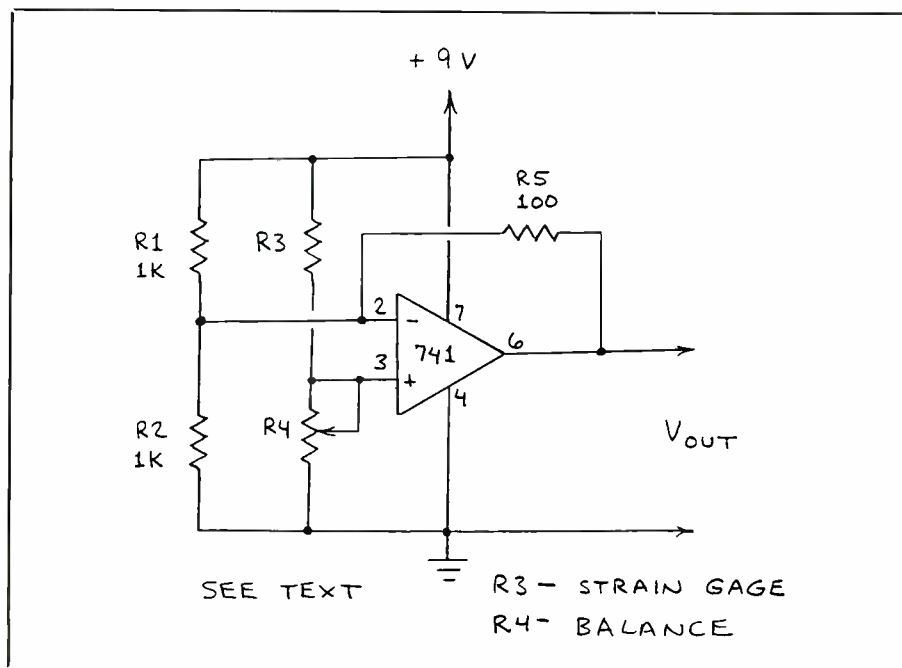 + 9 V
R5
100
R1
1K
R3
2
-
7
741
6
3
+
4
R4
R2
1K
VOUT
SEE TEXT
R3 - STRAIN GAGE
R4 - BALANCE